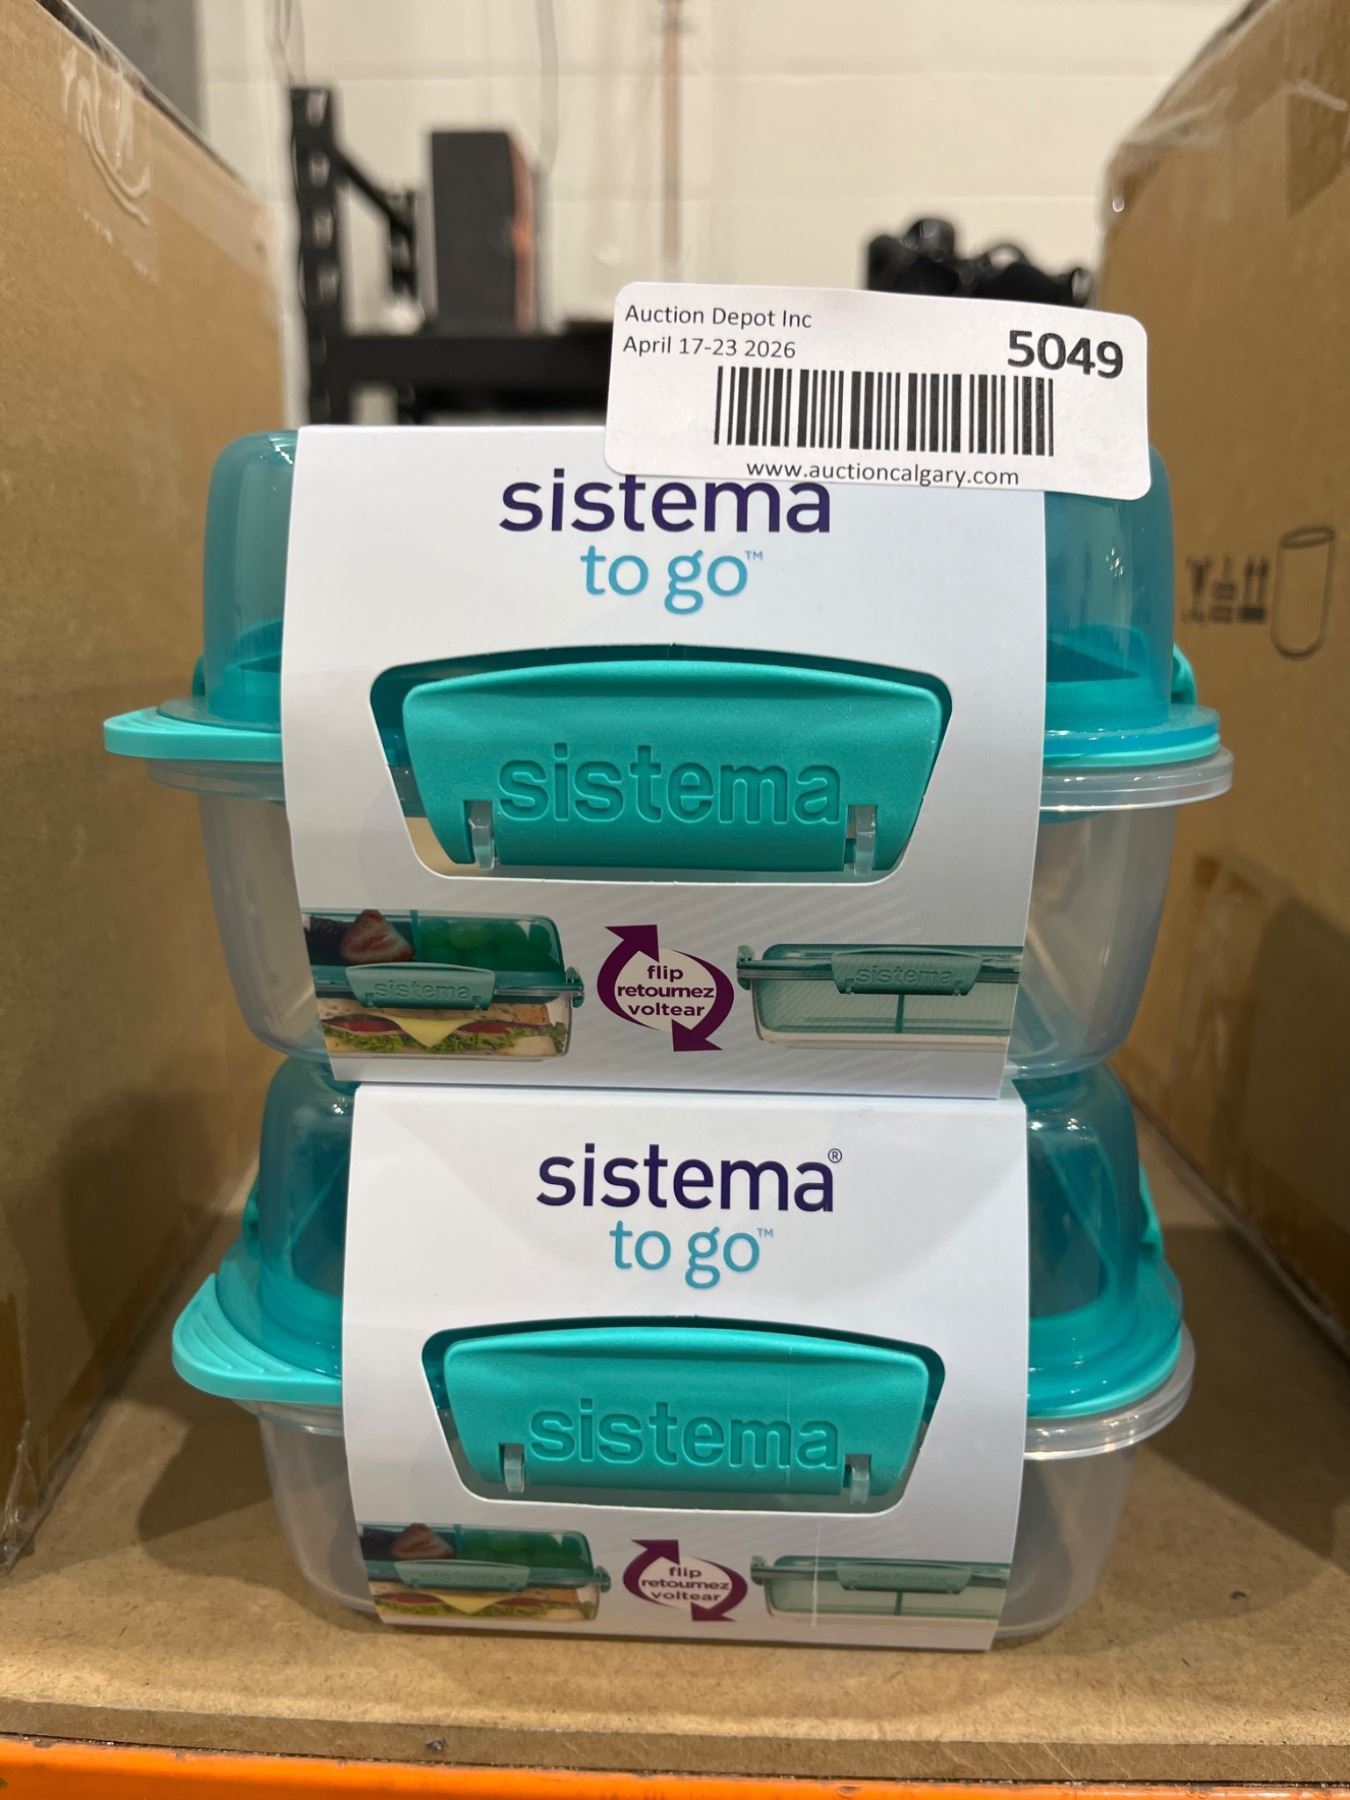 Auction Depot Inc
April 17-23 2026
5049
www.auctioncalgary.com
sistema
to go™
sistema
sistema
flip
retournez
voltear
sistema
sistema®
to go™
sistema
flip
retournez
voltear